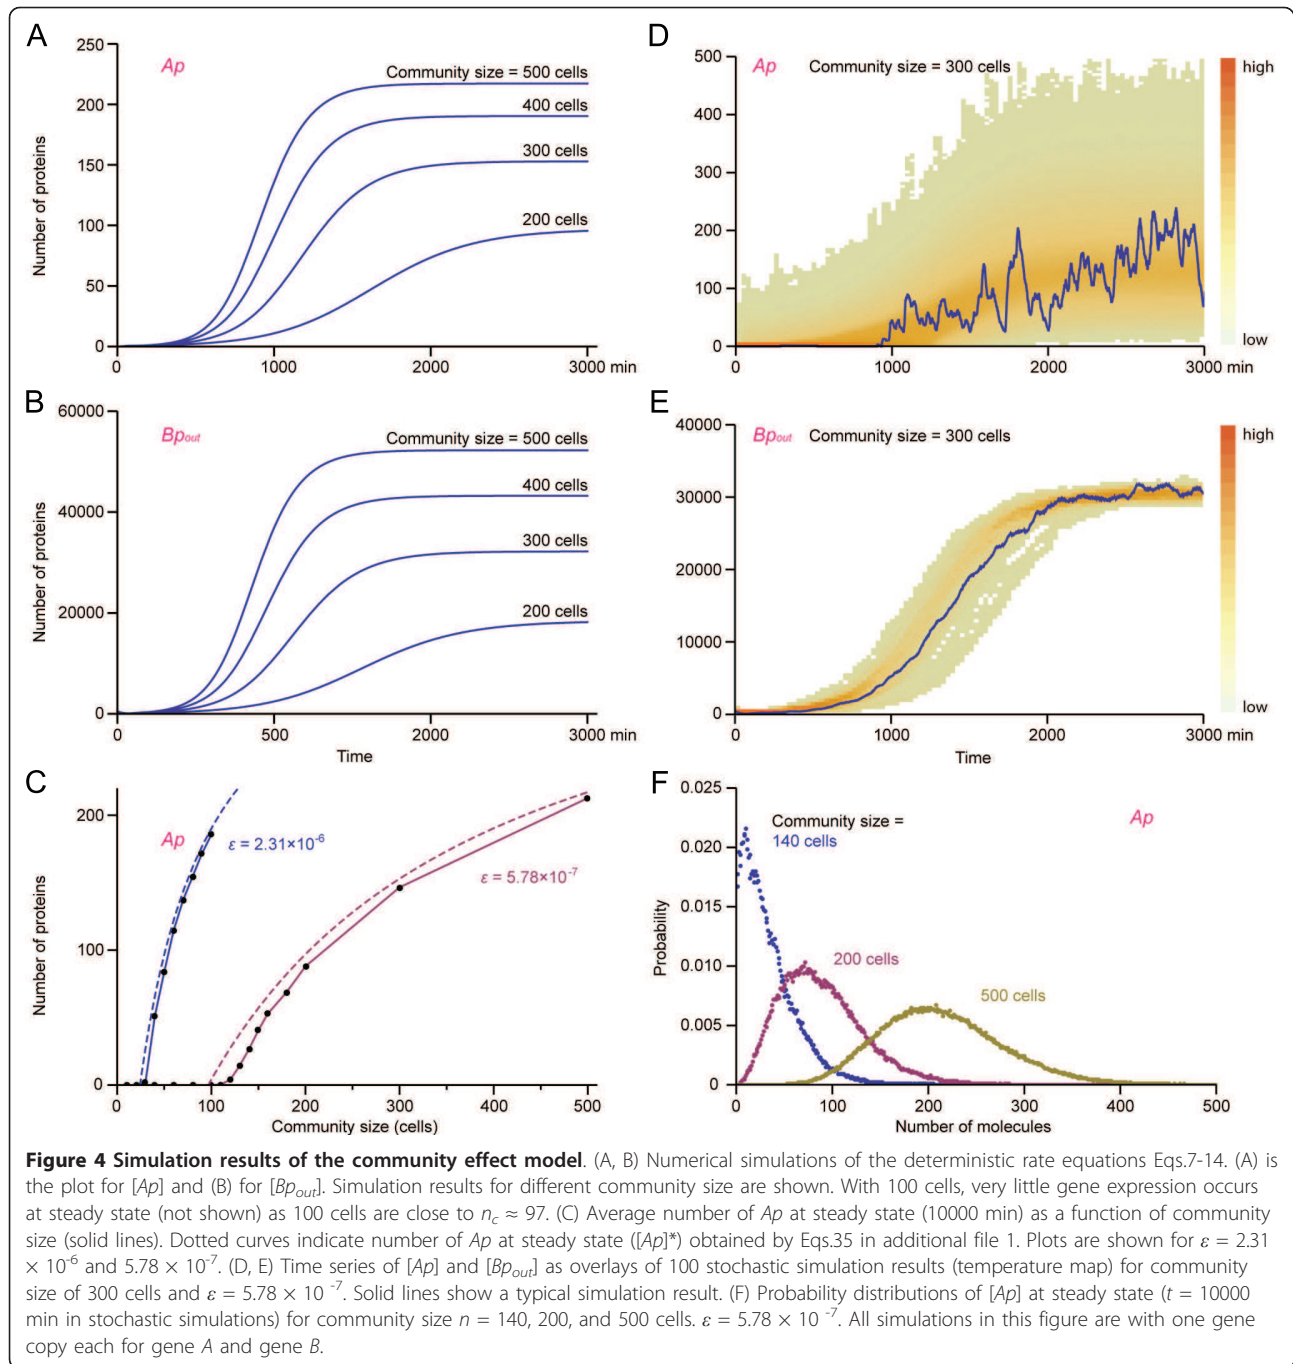 A
Ap
250
200
150
100
50
0
Number of proteins
Community size = 500 cells
400 cells
300 cells
200 cells
0
1000
2000
3000 min
D
Ap
Community size = 300 cells
500
400
300
200
100
0
high
low
0
1000
2000
3000 min
B
Bpout
60000
40000
20000
0
Number of proteins
Community size = 500 cells
400 cells
300 cells
200 cells
0
500
2000
3000 min
Time
E
Bpout
Community size = 300 cells
40000
30000
20000
10000
0
high
low
0
1000
2000
3000 min
Time
C
Ap
200
100
0
Number of proteins
ε = 2.31×10-6
ε = 5.78×10-7
0
100
200
300
400
500
Community size (cells)
F
Ap
0.025
0.020
0.015
0.010
0.005
0
Probability
Community size =
140 cells
200 cells
500 cells
0
100
200
300
400
500
Number of molecules
Figure 4 Simulation results of the community effect model. (A, B) Numerical simulations of the deterministic rate equations Eqs.7-14. (A) is
the plot for [Ap] and (B) for [Bpout]. Simulation results for different community size are shown. With 100 cells, very little gene expression occurs
at steady state (not shown) as 100 cells are close to nc ≈ 97. (C) Average number of Ap at steady state (10000 min) as a function of community
size (solid lines). Dotted curves indicate number of Ap at steady state ([Ap]*) obtained by Eqs.35 in additional file 1. Plots are shown for ε = 2.31
× 10-6 and 5.78 × 10-7. (D, E) Time series of [Ap] and [Bpout] as overlays of 100 stochastic simulation results (temperature map) for community
size of 300 cells and ε = 5.78 × 10 -7. Solid lines show a typical simulation result. (F) Probability distributions of [Ap] at steady state (t = 10000
min in stochastic simulations) for community size n = 140, 200, and 500 cells. ε = 5.78 × 10 -7. All simulations in this figure are with one gene
copy each for gene A and gene B.